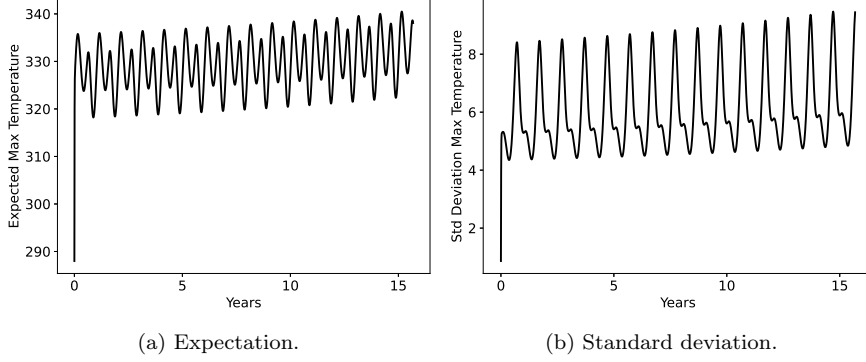 340
330
320
310
300
290
Expected Max Temperature
0 5 10 15
Years
(a) Expectation.
8
6
4
2
Std Deviation Max Temperature
0 5 10 15
Years
(b) Standard deviation.